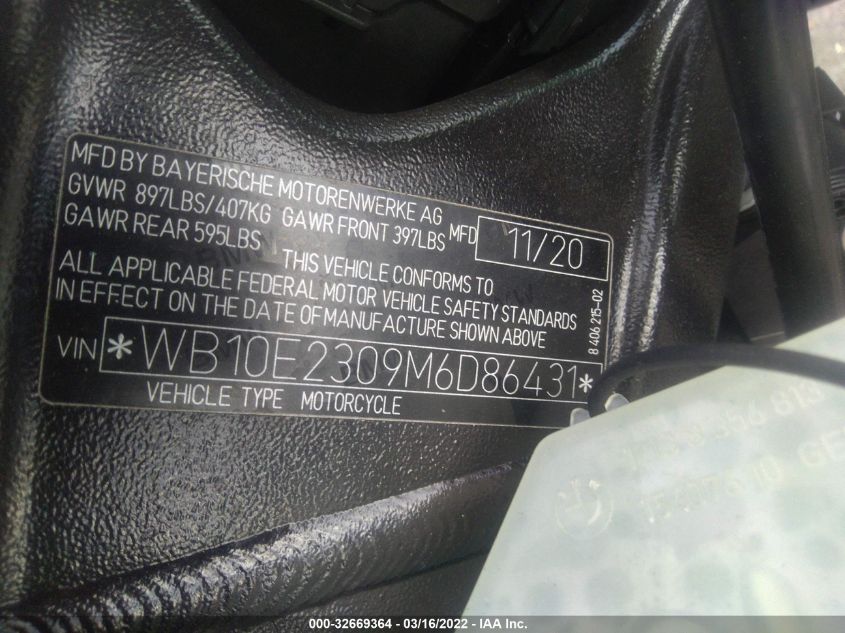 MFD BY BAYERISCHE MOTORENWERKE AG
GVWR 897LBS/407KG GAWR FRONT 397LBS MFD 11/20
GAWR REAR 595LBS
THIS VEHICLE CONFORMS TO
ALL APPLICABLE FEDERAL MOTOR VEHICLE SAFETY STANDARDS
IN EFFECT ON THE DATE OF MANUFACTURE SHOWN ABOVE
8 406 215-02
VIN *WB10E2309M6D86431*
VEHICLE TYPE MOTORCYCLE
000-32669364 - 03/16/2022 - IAA Inc.